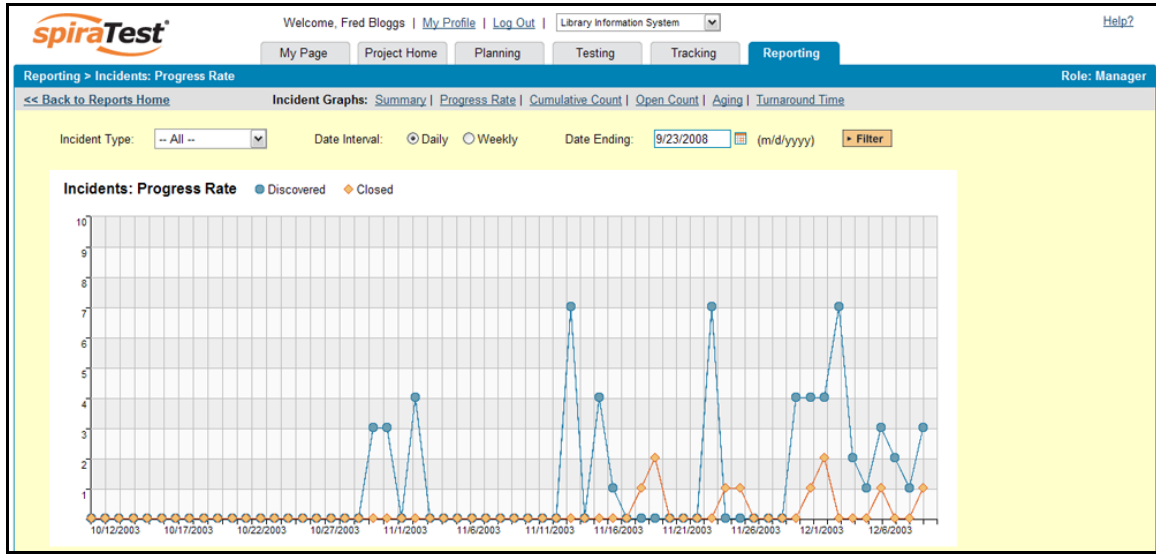 spiraTest®
Welcome, Fred Bloggs | My Profile | Log Out | Library Information System
Help?
My Page Project Home Planning Testing Tracking Reporting
Reporting > Incidents: Progress Rate Role: Manager
<< Back to Reports Home Incident Graphs: Summary | Progress Rate | Cumulative Count | Open Count | Aging | Turnaround Time
Incident Type: -- All -- Date Interval: Daily Weekly Date Ending: 9/23/2008 (m/d/yyyy) Filter
Incidents: Progress Rate Discovered Closed
10
9
8
7
6
5
4
3
2
1
10/12/2003 10/17/2003 10/22/2003 10/27/2003 11/1/2003 11/6/2003 11/11/2003 11/16/2003 11/21/2003 11/26/2003 12/1/2003 12/6/2003